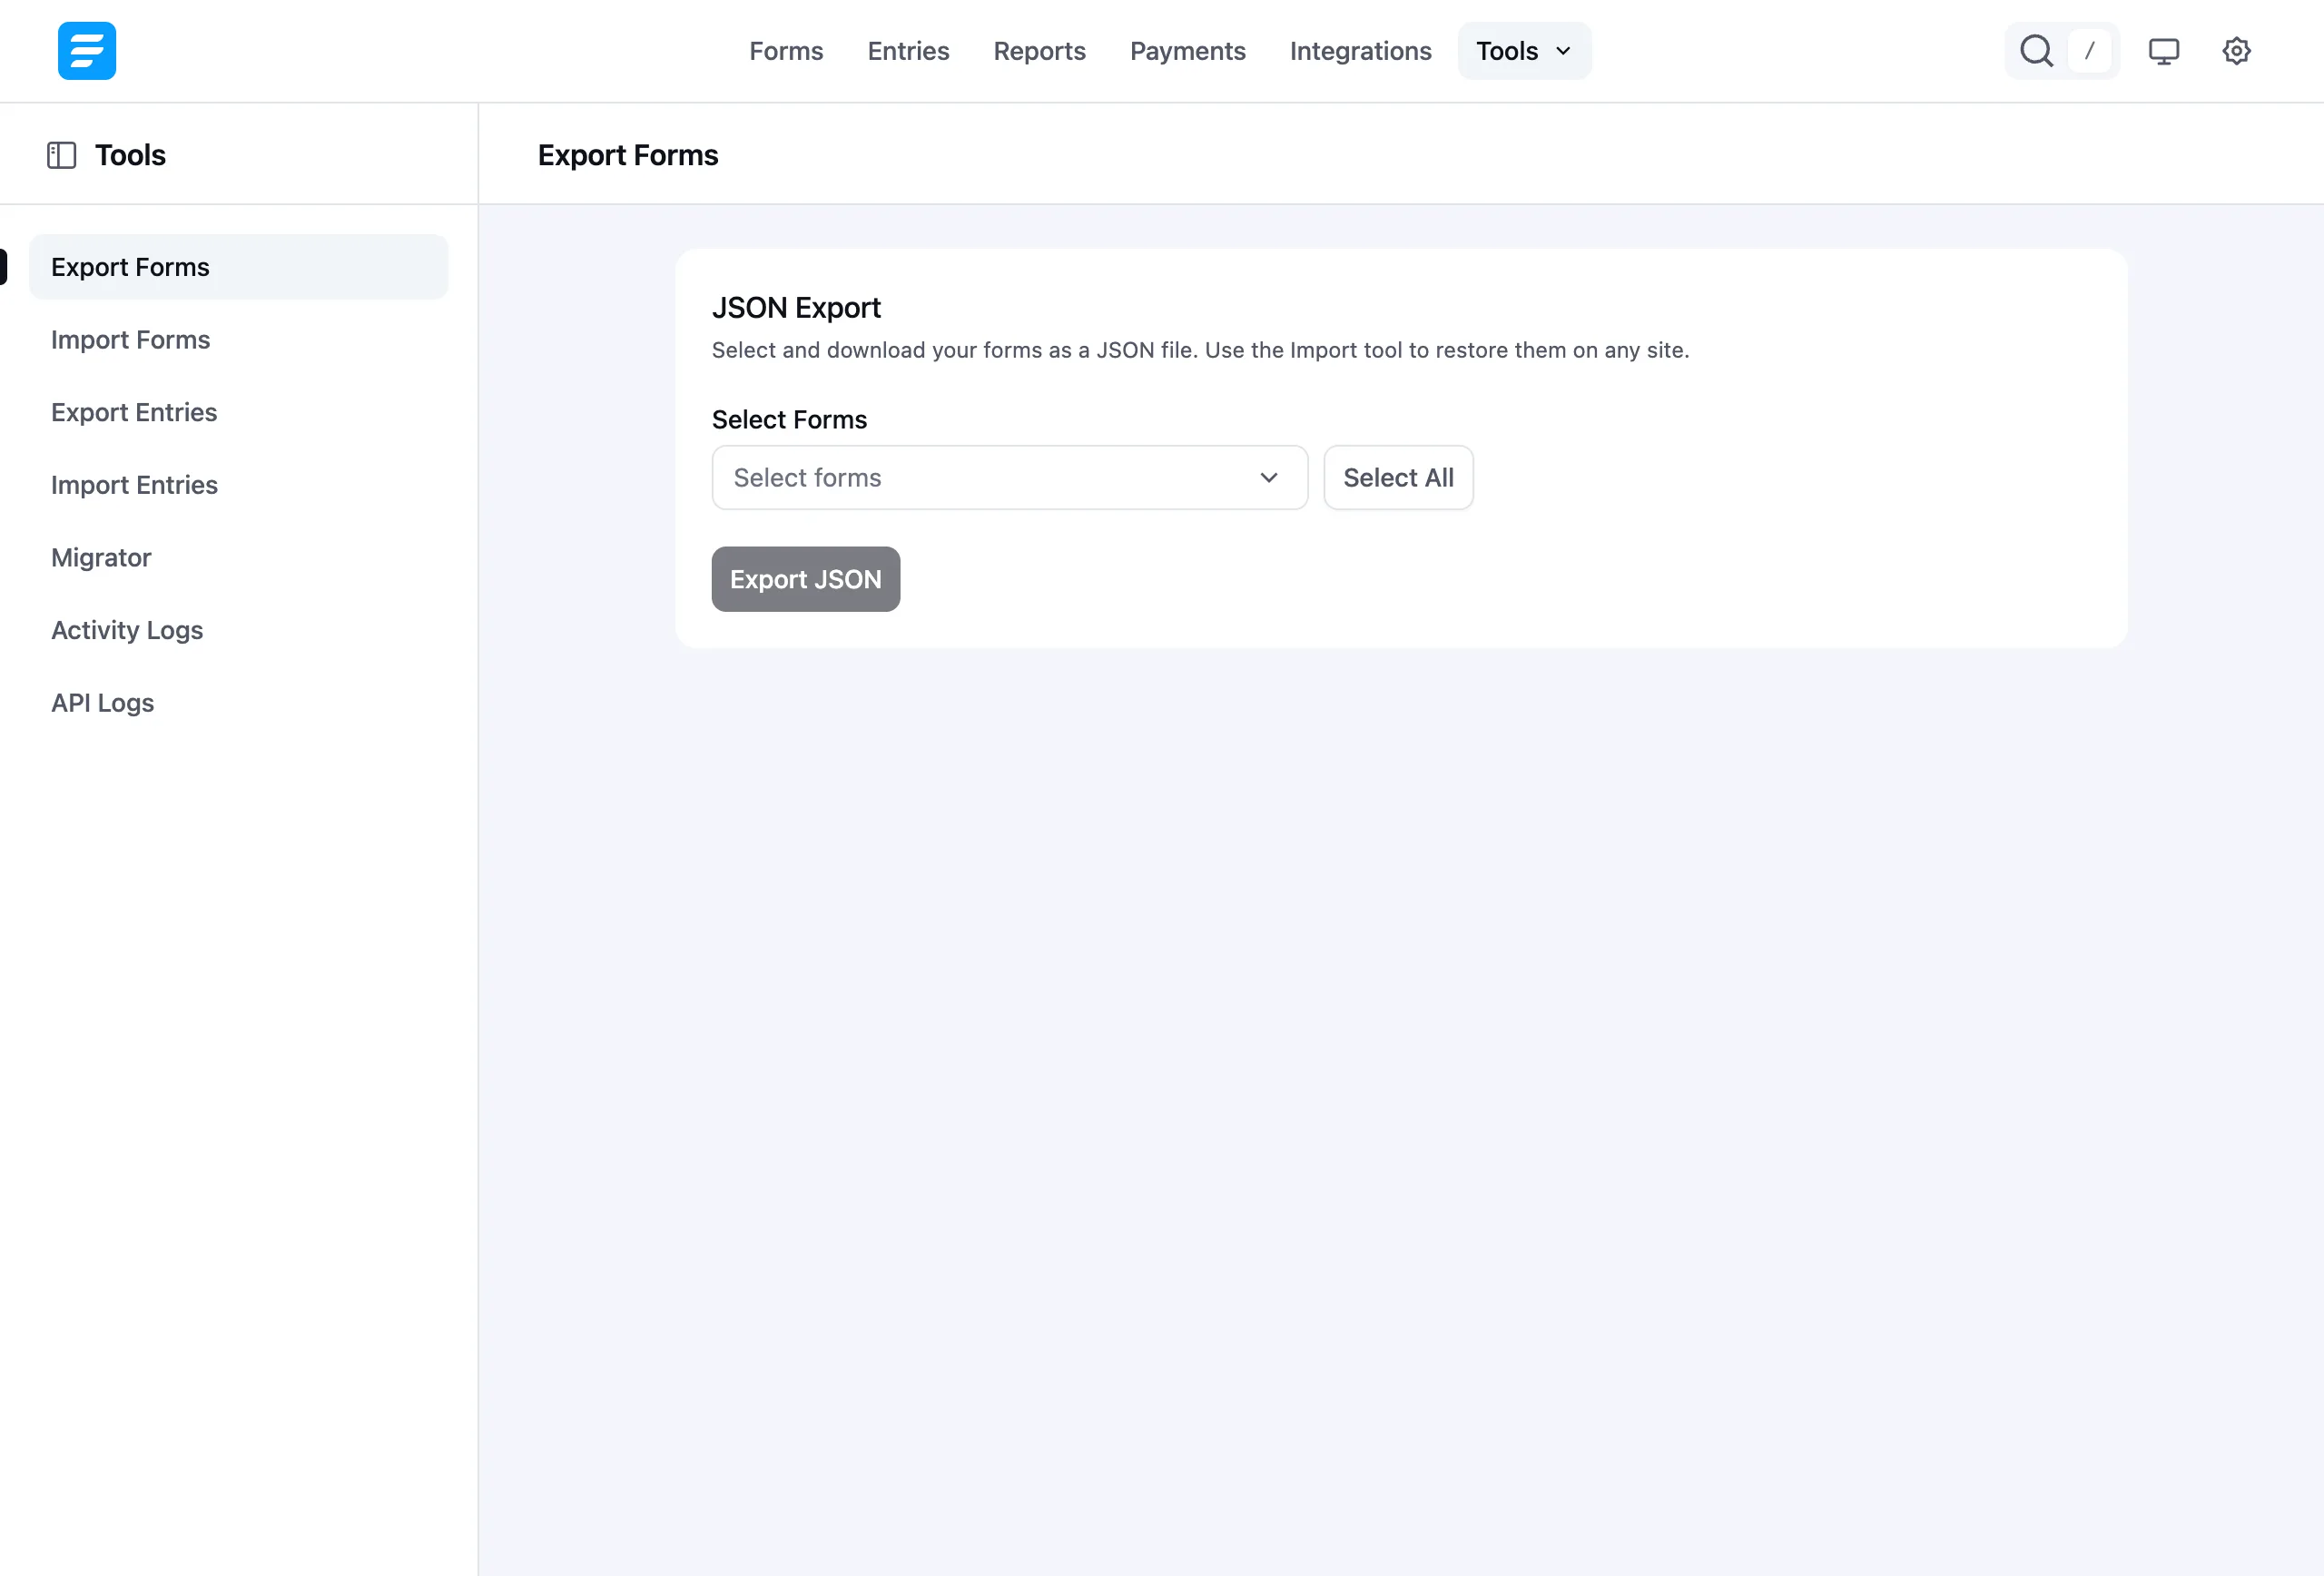 Forms Entries Reports Payments Integrations Tools /
Tools
Export Forms
Export Forms
Import Forms
Export Entries
Import Entries
Migrator
Activity Logs
API Logs
JSON Export
Select and download your forms as a JSON file. Use the Import tool to restore them on any site.
Select Forms
Select forms
Select All
Export JSON